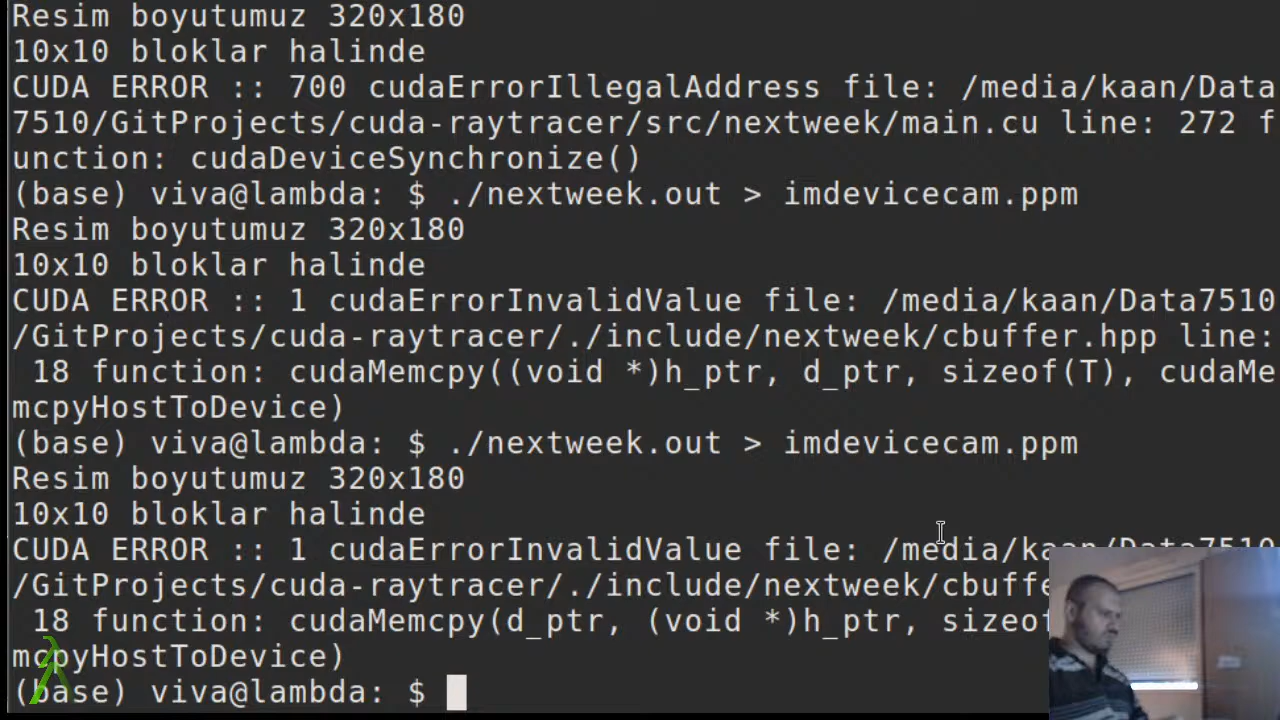 Resim boyutumuz 320x180
10x10 bloklar halinde
CUDA ERROR :: 700 cudaErrorIllegalAddress file: /media/kaan/Data
7510/GitProjects/cuda-raytracer/src/nextweek/main.cu line: 272 f
unction: cudaDeviceSynchronize()
(base) viva@lambda: $ ./nextweek.out > imdevicecam.ppm
Resim boyutumuz 320x180
10x10 bloklar halinde
CUDA ERROR :: 1 cudaErrorInvalidValue file: /media/kaan/Data7510
/GitProjects/cuda-raytracer/./include/nextweek/cbuffer.hpp line:
 18 function: cudaMemcpy((void *)h_ptr, d_ptr, sizeof(T), cudaMe
mcpyHostToDevice)
(base) viva@lambda: $ ./nextweek.out > imdevicecam.ppm
Resim boyutumuz 320x180
10x10 bloklar halinde
CUDA ERROR :: 1 cudaErrorInvalidValue file: /media/kaan/Data7510
/GitProjects/cuda-raytracer/./include/nextweek/cbuffe
 18 function: cudaMemcpy(d_ptr, (void *)h_ptr, sizeof
mcpyHostToDevice)
(base) viva@lambda: $